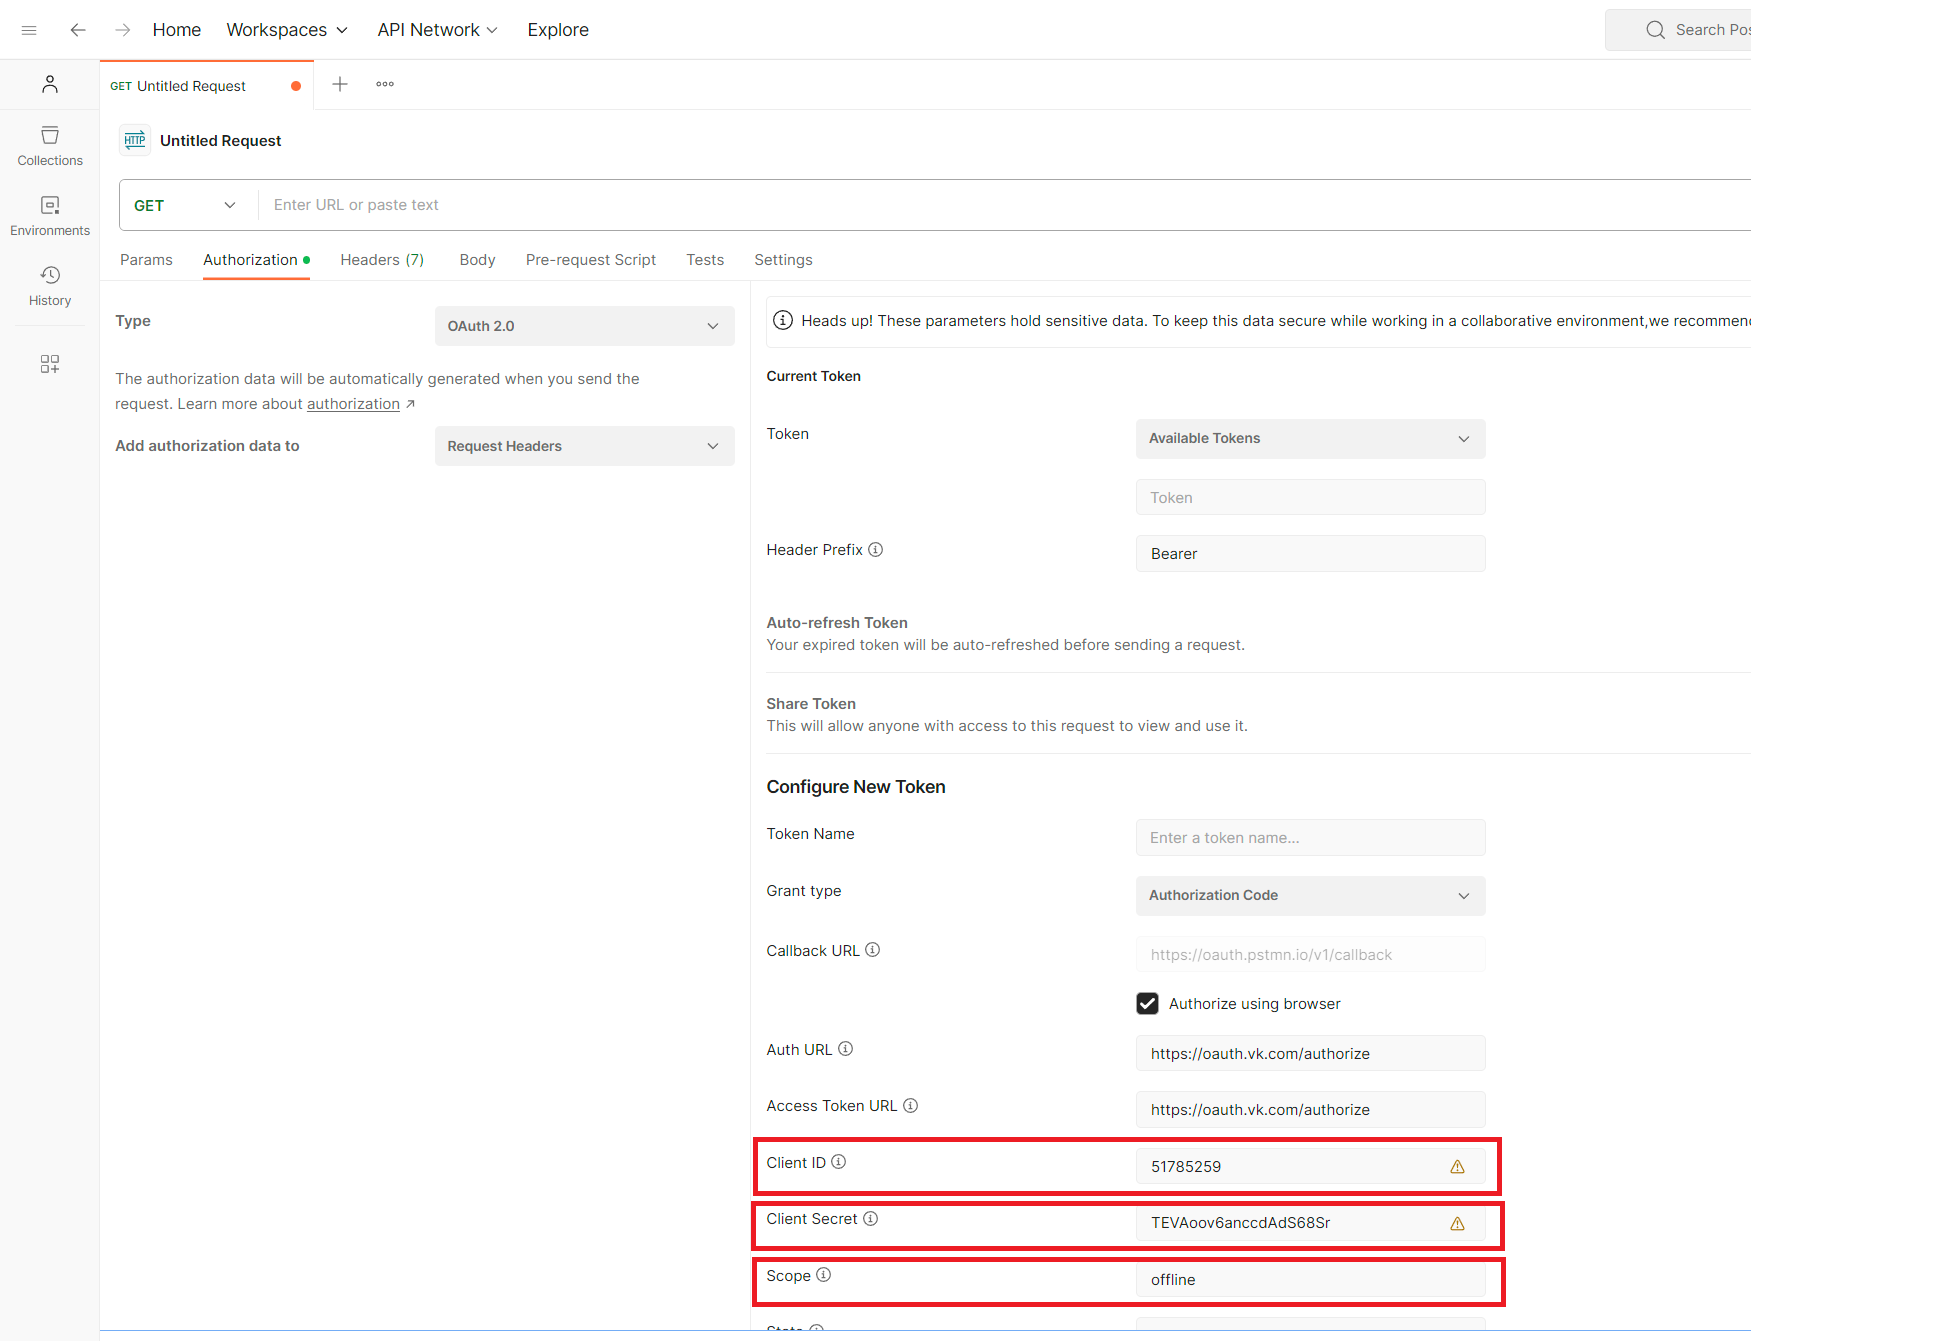 Home Workspaces API Network Explore
Search Pos
GET Untitled Request
HTTP Untitled Request
Collections
GET Enter URL or paste text
Environments
Params Authorization Headers (7) Body Pre-request Script Tests Settings
History
Type OAuth 2.0
Heads up! These parameters hold sensitive data. To keep this data secure while working in a collaborative environment,we recommend
The authorization data will be automatically generated when you send the
request. Learn more about authorization ↗
Add authorization data to Request Headers
Current Token
Token Available Tokens
Token
Header Prefix Bearer
Auto-refresh Token
Your expired token will be auto-refreshed before sending a request.
Share Token
This will allow anyone with access to this request to view and use it.
Configure New Token
Token Name Enter a token name...
Grant type Authorization Code
Callback URL https://oauth.pstmn.io/v1/callback
Authorize using browser
Auth URL https://oauth.vk.com/authorize
Access Token URL https://oauth.vk.com/authorize
Client ID 51785259
Client Secret TEVAoov6anccdAdS68Sr
Scope offline
State